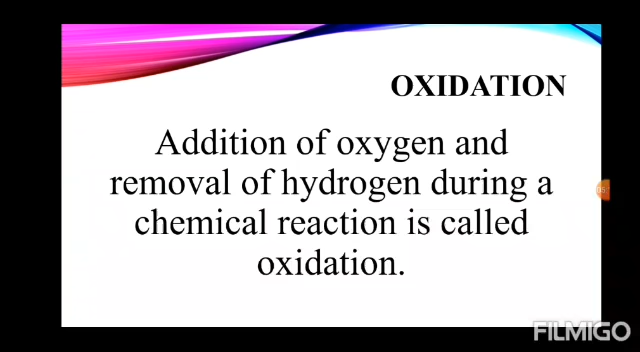 OXIDATION
Addition of oxygen and
removal of hydrogen during a
chemical reaction is called
oxidation.
FILMIGO